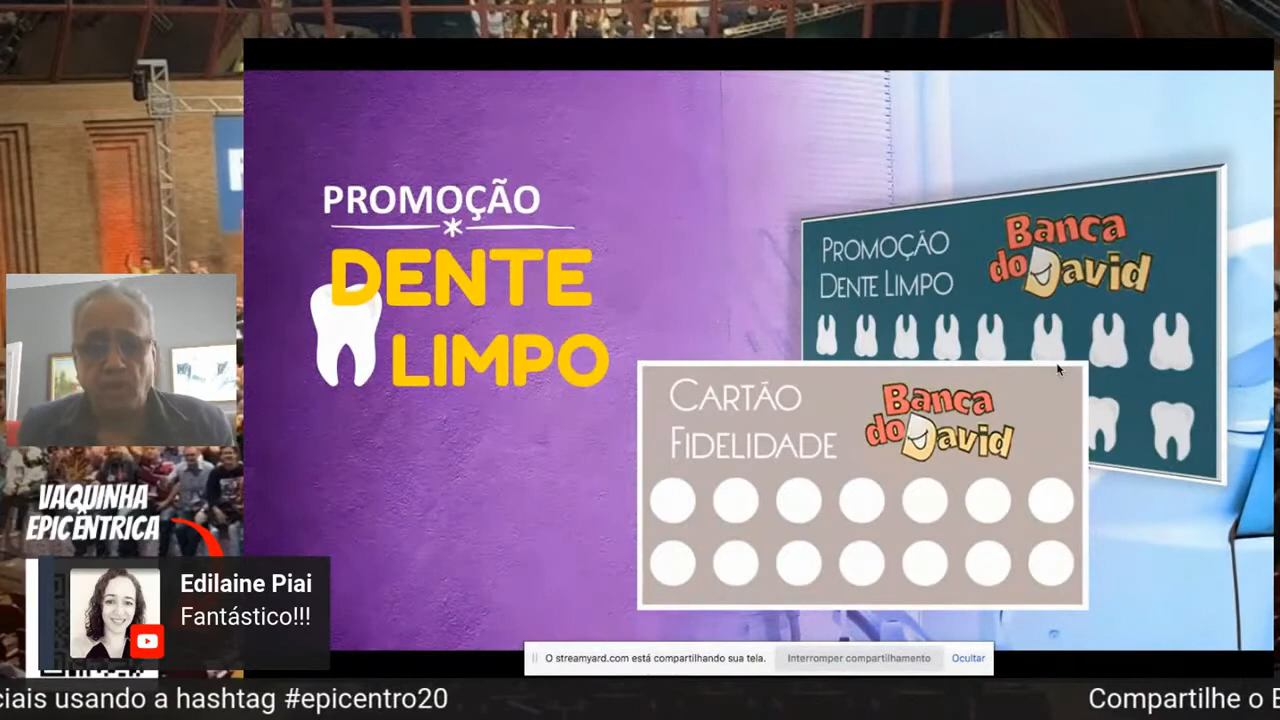 PROMOÇÃO
DENTE
LIMPO
PROMOÇÃO
DENTE LIMPO
Banca
do David
CARTÃO
FIDELIDADE
Banca
do David
VAQUINHA
EPICÊNTRICA
Edilaine Piai
Fantástico!!!
O streamyard.com está compartilhando sua tela.
Interromper compartilhamento
Ocultar
ciais usando a hashtag #epicentro20
Compartilhe o